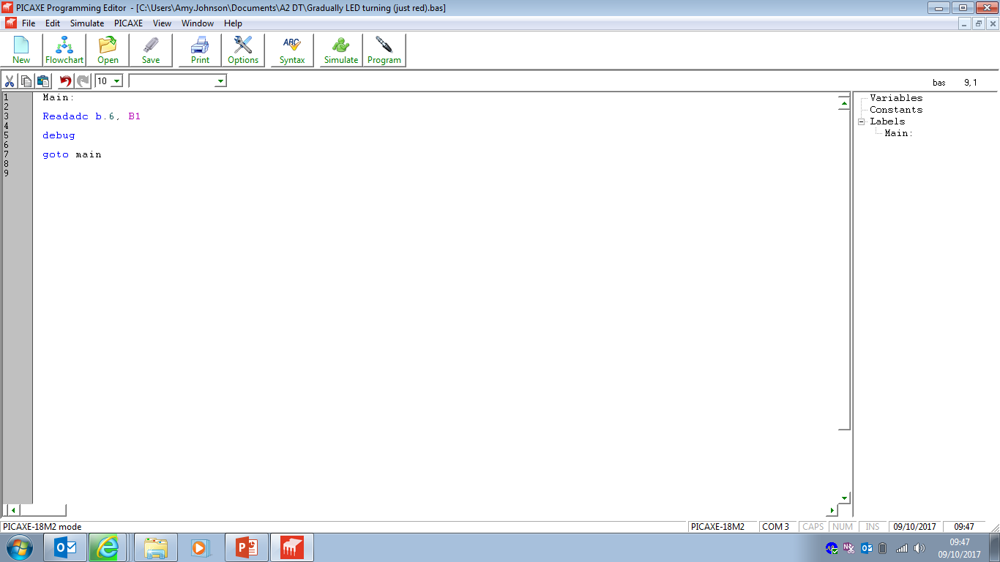 PICAXE Programming Editor - [C:\Users\AmyJohnson\Documents\A2 DT\Gradually LED turning (just red).bas]
File Edit Simulate PICAXE View Window Help
New Flowchart Open Save Print Options Syntax Simulate Program
10 bas 9, 1
1 Main:
2
3 Readadc b.6, B1
4
5 debug
6
7 goto main
8
9
Variables
Constants
Labels
Main:
PICAXE-18M2 mode PICAXE-18M2 COM 3 CAPS NUM INS 09/10/2017 09:47
09:47
09/10/2017